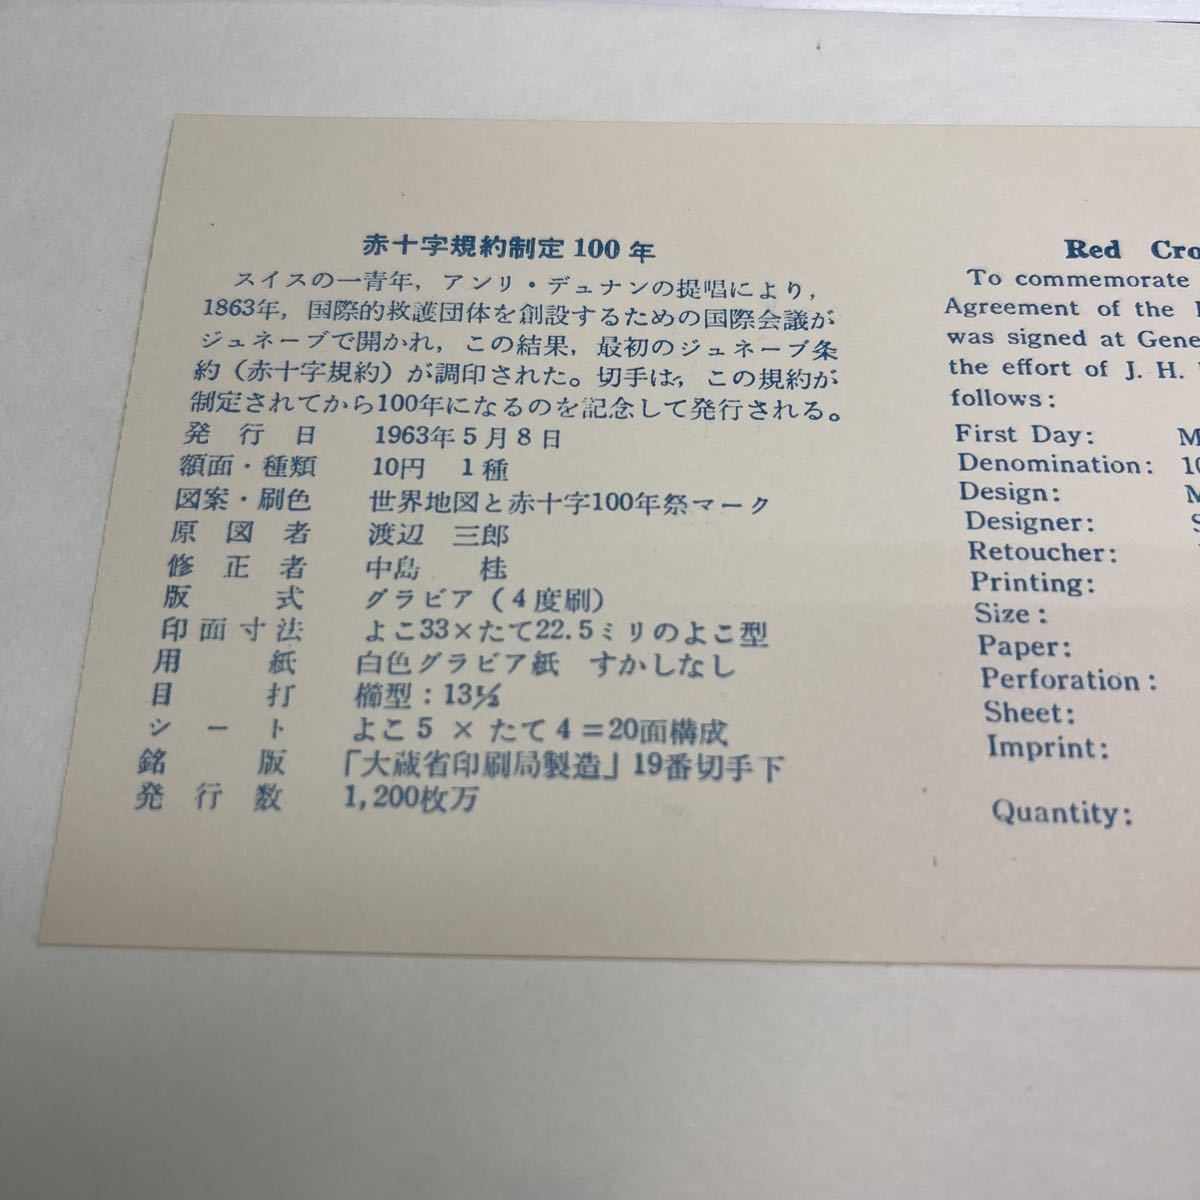 赤十字規約制定100年
スイスの一青年，アンリ・デュナンの提唱により，
1863年，国際的救護団体を創設するための国際会議が
ジュネーブで開かれ，この結果，最初のジュネーブ条
約（赤十字規約）が調印された。切手は，この規約が
制定されてから100年になるのを記念して発行される。
発行日 1963年5月8日
額面・種類 10円 1種
図案・刷色 世界地図と赤十字100年祭マーク
原図者 渡辺 三郎
修正者 中島 桂
版式 グラビア（4度刷）
印面寸法 よこ33×たて22.5ミリのよこ型
用紙 白色グラビア紙 すかしなし
目打 櫛型：13½
シート よこ5×たて4＝20面構成
銘版 「大蔵省印刷局製造」19番切手下
発行数 1,200枚万
Red Cro
To commemorate
Agreement of the
was signed at Gene
the effort of J. H.
follows:
First Day: M
Denomination: 10
Design: M
Designer: S
Retoucher:
Printing:
Size:
Paper:
Perforation:
Sheet:
Imprint:
Quantity: